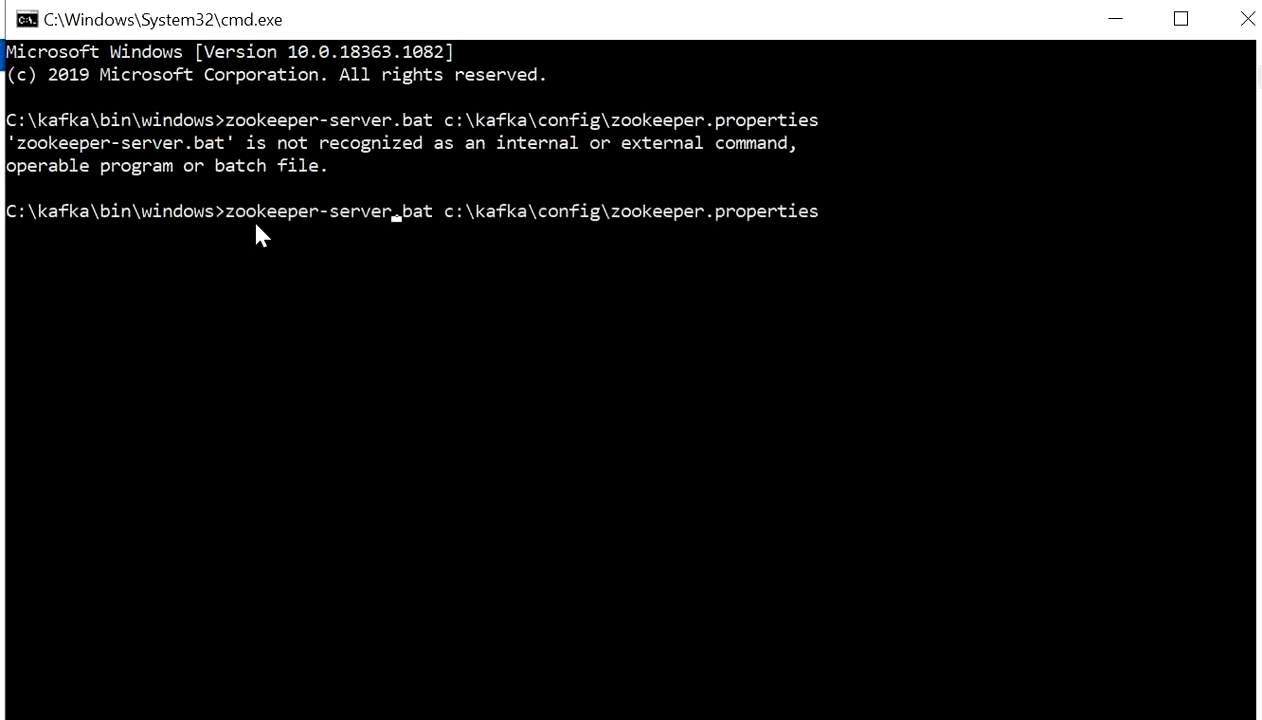 C:\Windows\System32\cmd.exe
Microsoft Windows [Version 10.0.18363.1082]
(c) 2019 Microsoft Corporation. All rights reserved.
C:\kafka\bin\windows>zookeeper-server.bat c:\kafka\config\zookeeper.properties
'zookeeper-server.bat' is not recognized as an internal or external command,
operable program or batch file.
C:\kafka\bin\windows>zookeeper-server.bat c:\kafka\config\zookeeper.properties